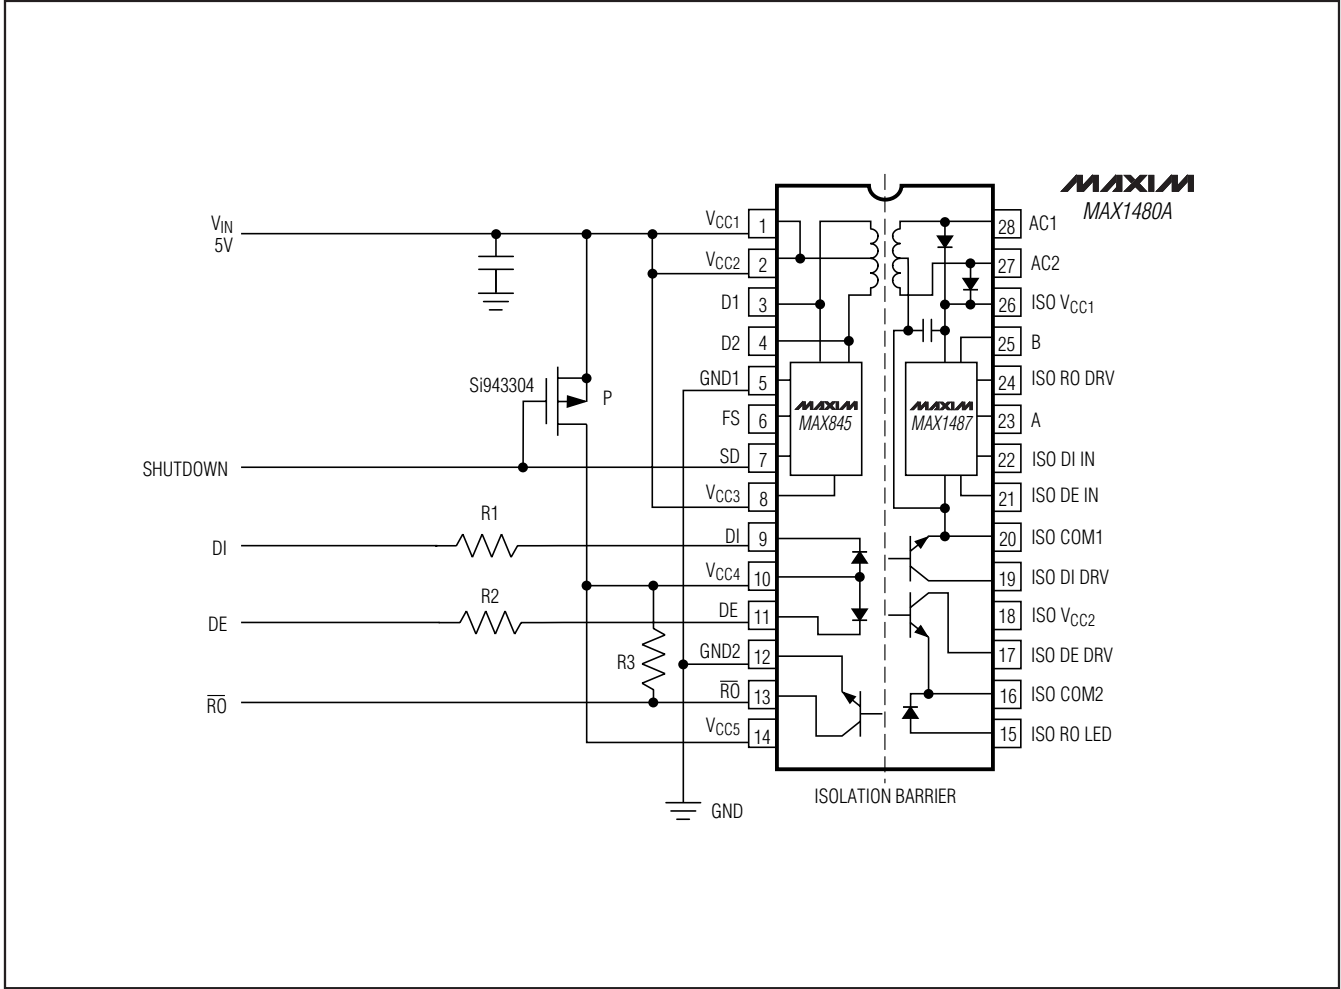 MAXIM
MAX1480A
VIN
5V
VCC1
1
VCC2
2
D1
3
D2
4
GND1
5
FS
6
SD
7
VCC3
8
DI
9
VCC4
10
DE
11
GND2
12
RO
13
VCC5
14
28
AC1
27
AC2
26
ISO VCC1
25
B
24
ISO RO DRV
23
A
22
ISO DI IN
21
ISO DE IN
20
ISO COM1
19
ISO DI DRV
18
ISO VCC2
17
ISO DE DRV
16
ISO COM2
15
ISO RO LED
MAXIM
MAX845
MAXIM
MAX1487
Si943304
P
SHUTDOWN
R1
DI
R2
DE
R3
RO
GND
ISOLATION BARRIER